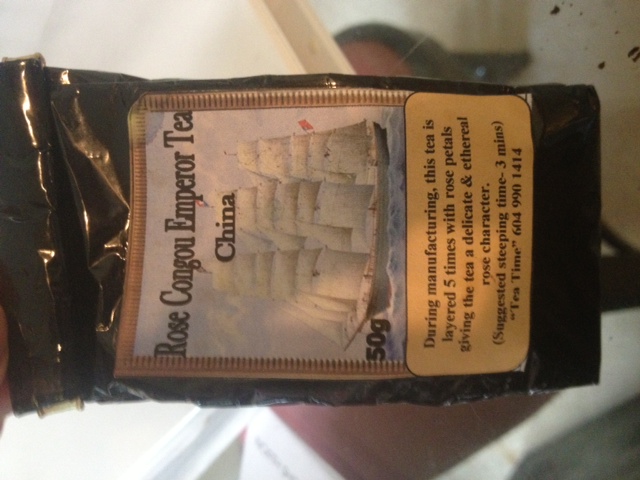 Rose Congou Emperor Tea
China
50g
During manufacturing, this tea is
layered 5 times with rose petals
giving the tea a delicate & ethereal
rose character.
(Suggested steeping time- 3 mins)
"Tea Time" 604 990 1414